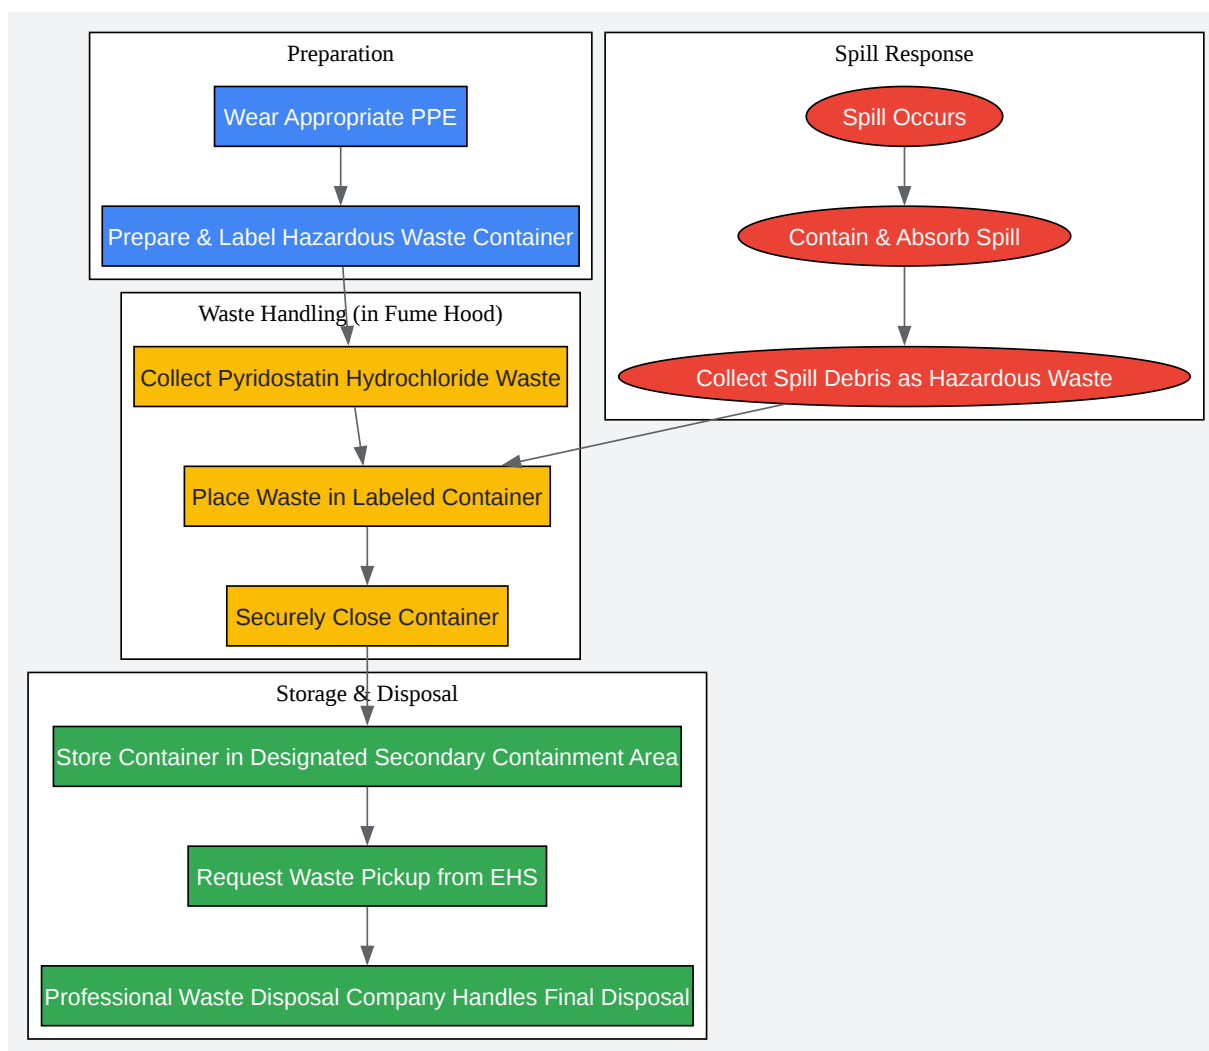 Preparation
Wear Appropriate PPE
Prepare & Label Hazardous Waste Container
Spill Response
Spill Occurs
Contain & Absorb Spill
Collect Spill Debris as Hazardous Waste
Waste Handling (in Fume Hood)
Collect Pyridostatin Hydrochloride Waste
Place Waste in Labeled Container
Securely Close Container
Storage & Disposal
Store Container in Designated Secondary Containment Area
Request Waste Pickup from EHS
Professional Waste Disposal Company Handles Final Disposal